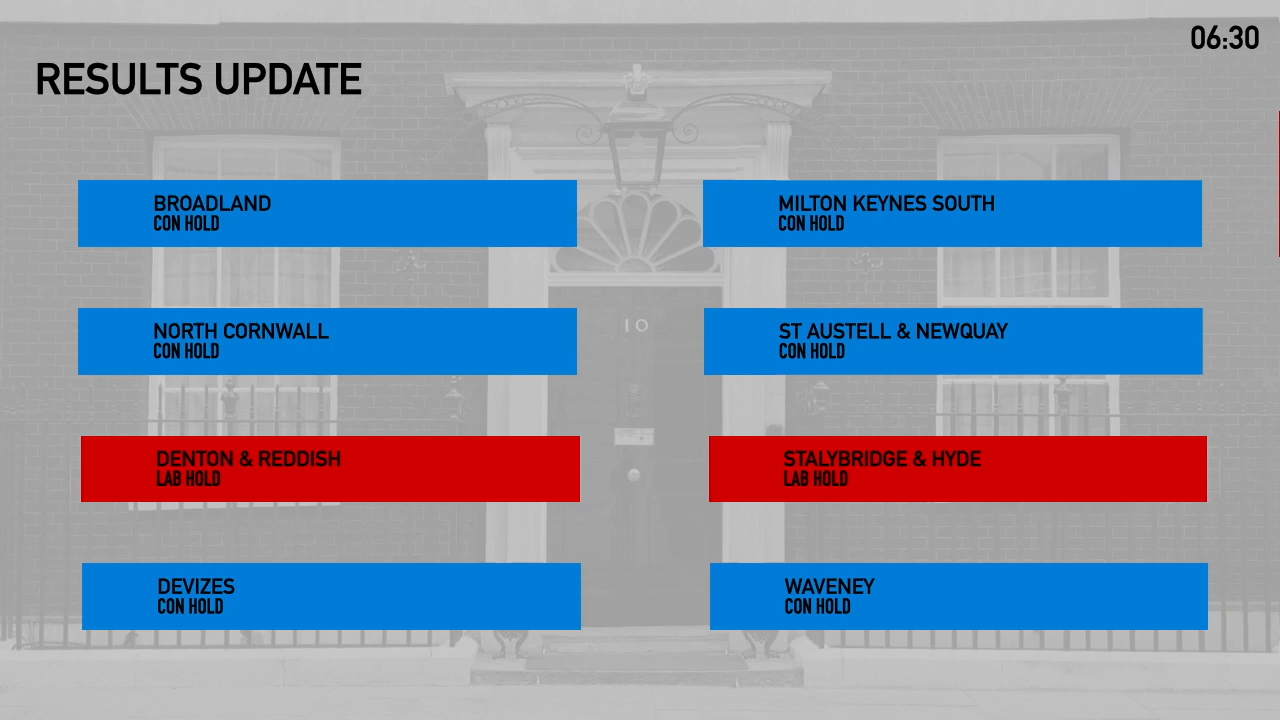 06:30
RESULTS UPDATE
BROADLAND
CON HOLD
MILTON KEYNES SOUTH
CON HOLD
NORTH CORNWALL
CON HOLD
ST AUSTELL & NEWQUAY
CON HOLD
10
DENTON & REDDISH
LAB HOLD
STALYBRIDGE & HYDE
LAB HOLD
DEVIZES
CON HOLD
WAVENEY
CON HOLD